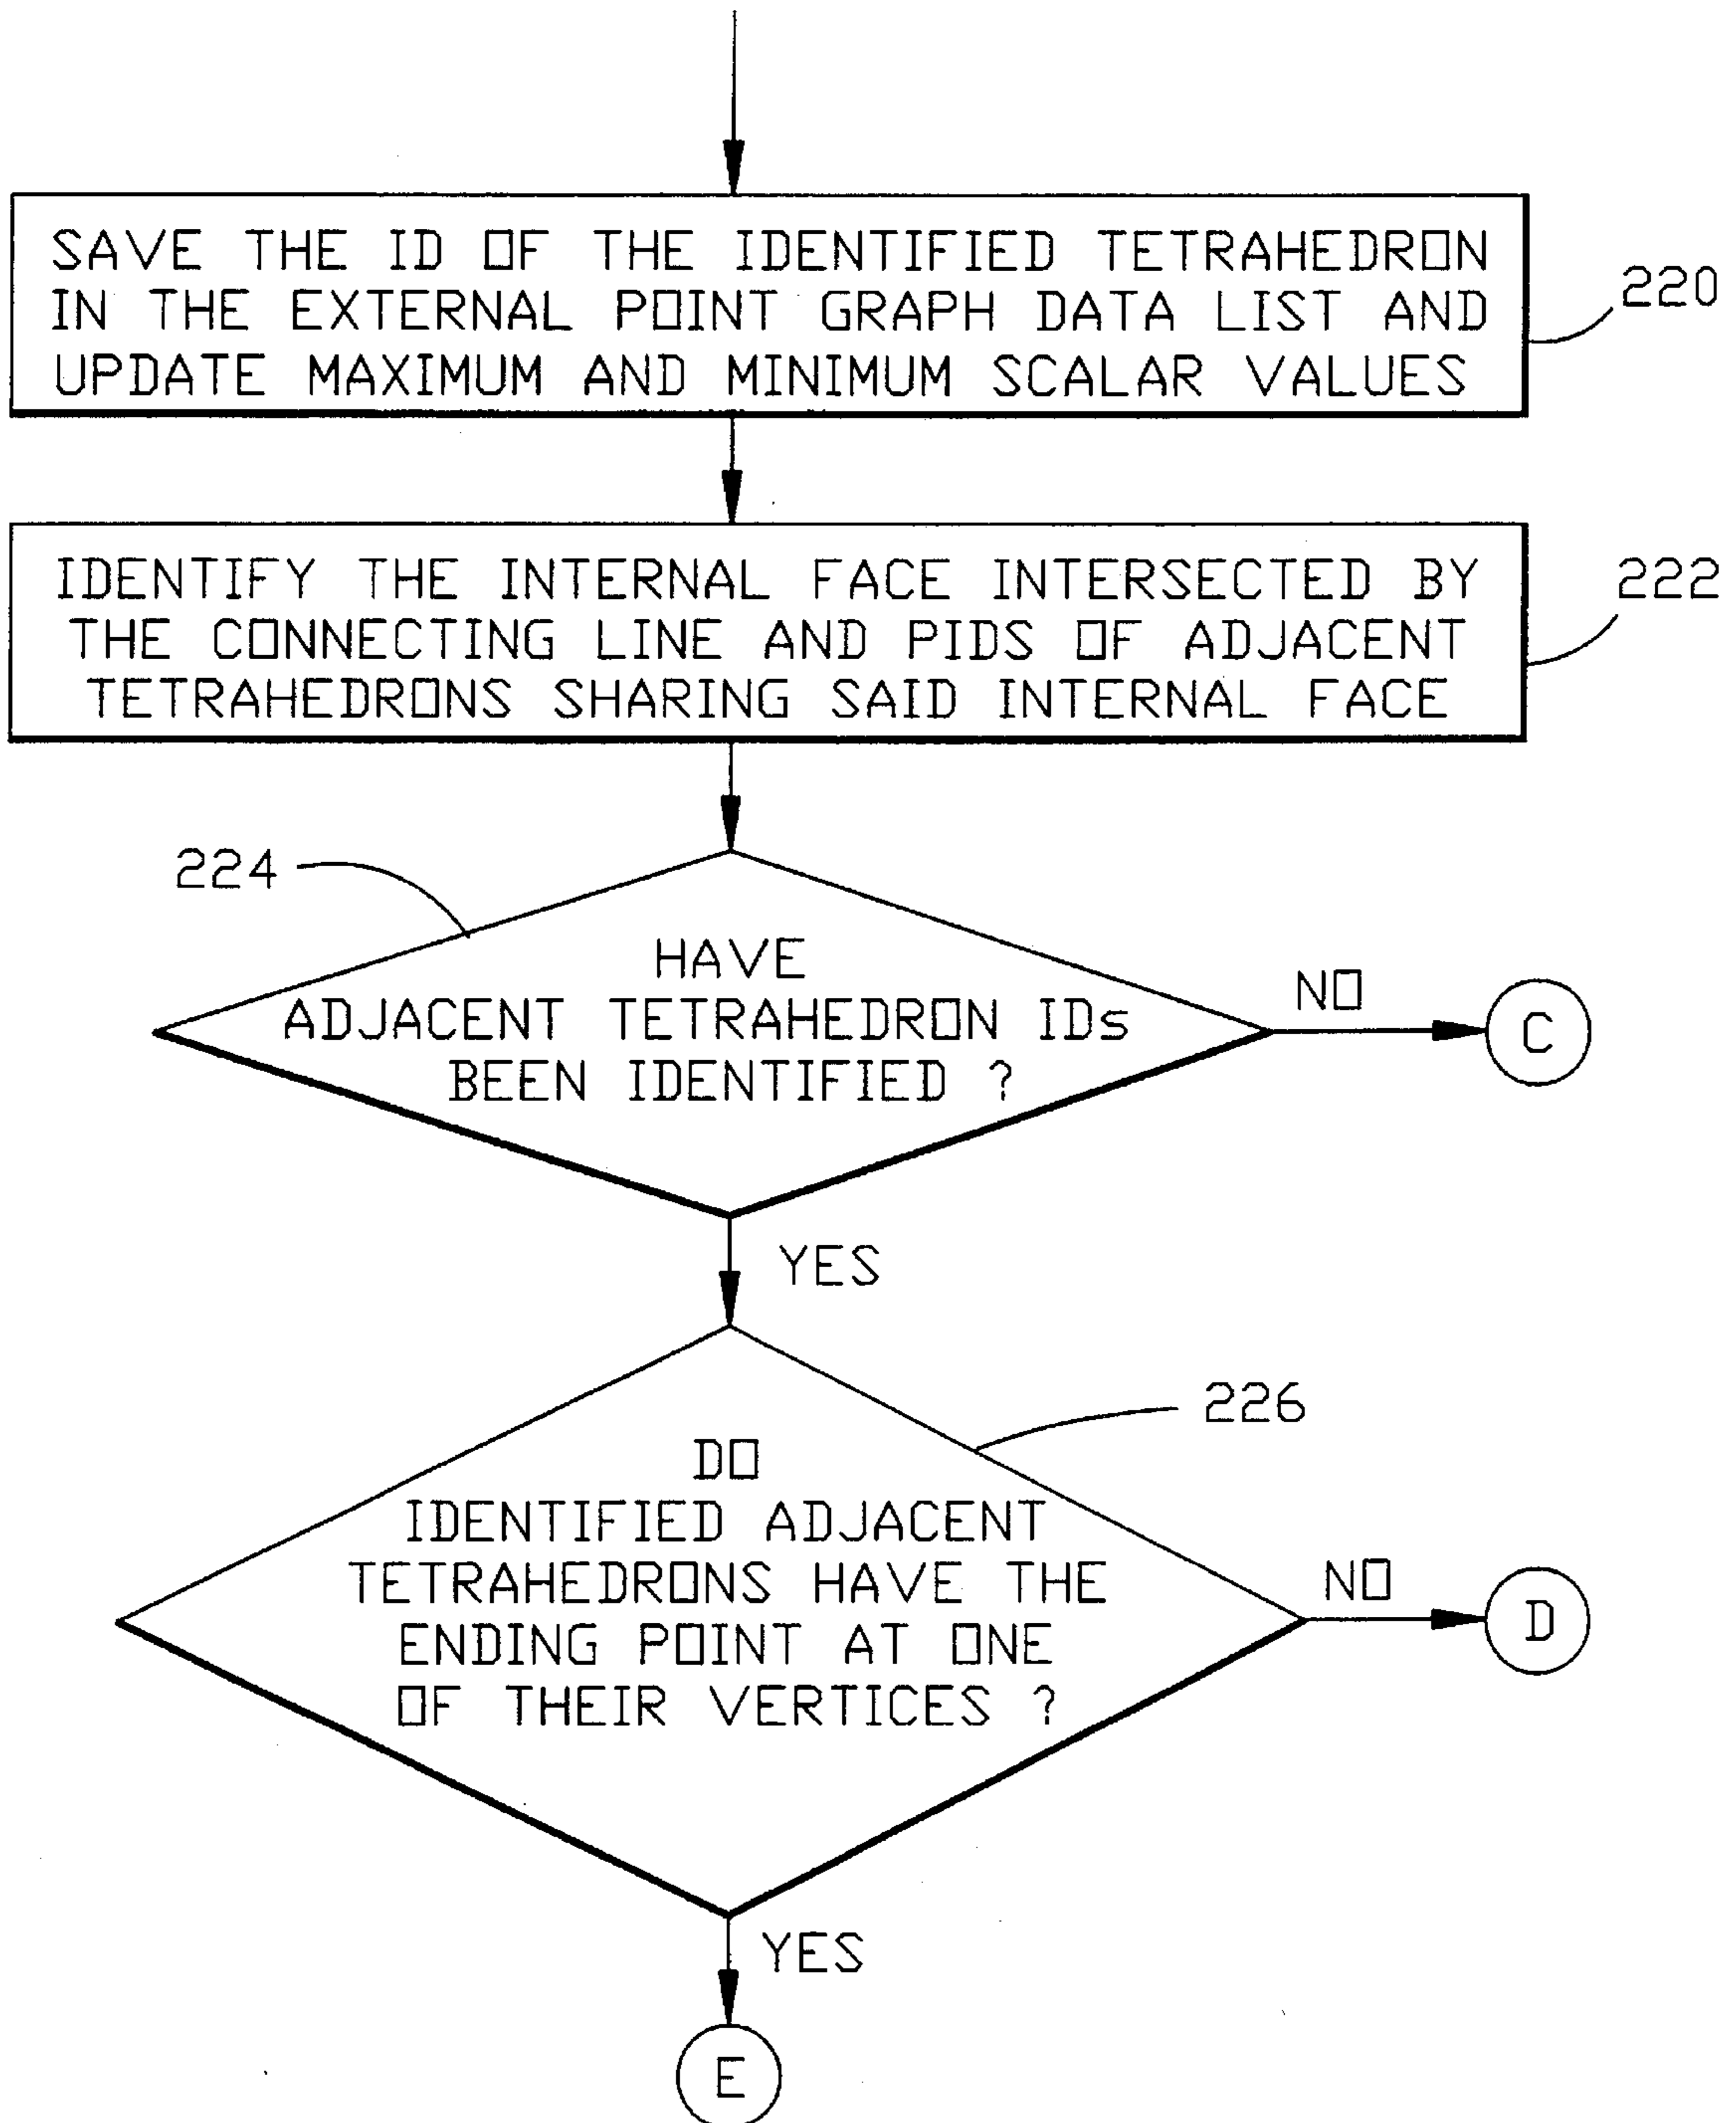 SAVE THE ID OF THE IDENTIFIED TETRAHEDRON
IN THE EXTERNAL POINT GRAPH DATA LIST AND
UPDATE MAXIMUM AND MINIMUM SCALAR VALUES
220
IDENTIFY THE INTERNAL FACE INTERSECTED BY
THE CONNECTING LINE AND PIDS OF ADJACENT
TETRAHEDRONS SHARING SAID INTERNAL FACE
222
224
HAVE
ADJACENT TETRAHEDRON IDs
BEEN IDENTIFIED ?
NO
C
YES
226
DO
IDENTIFIED ADJACENT
TETRAHEDRONS HAVE THE
ENDING POINT AT ONE
OF THEIR VERTICES ?
NO
D
YES
E